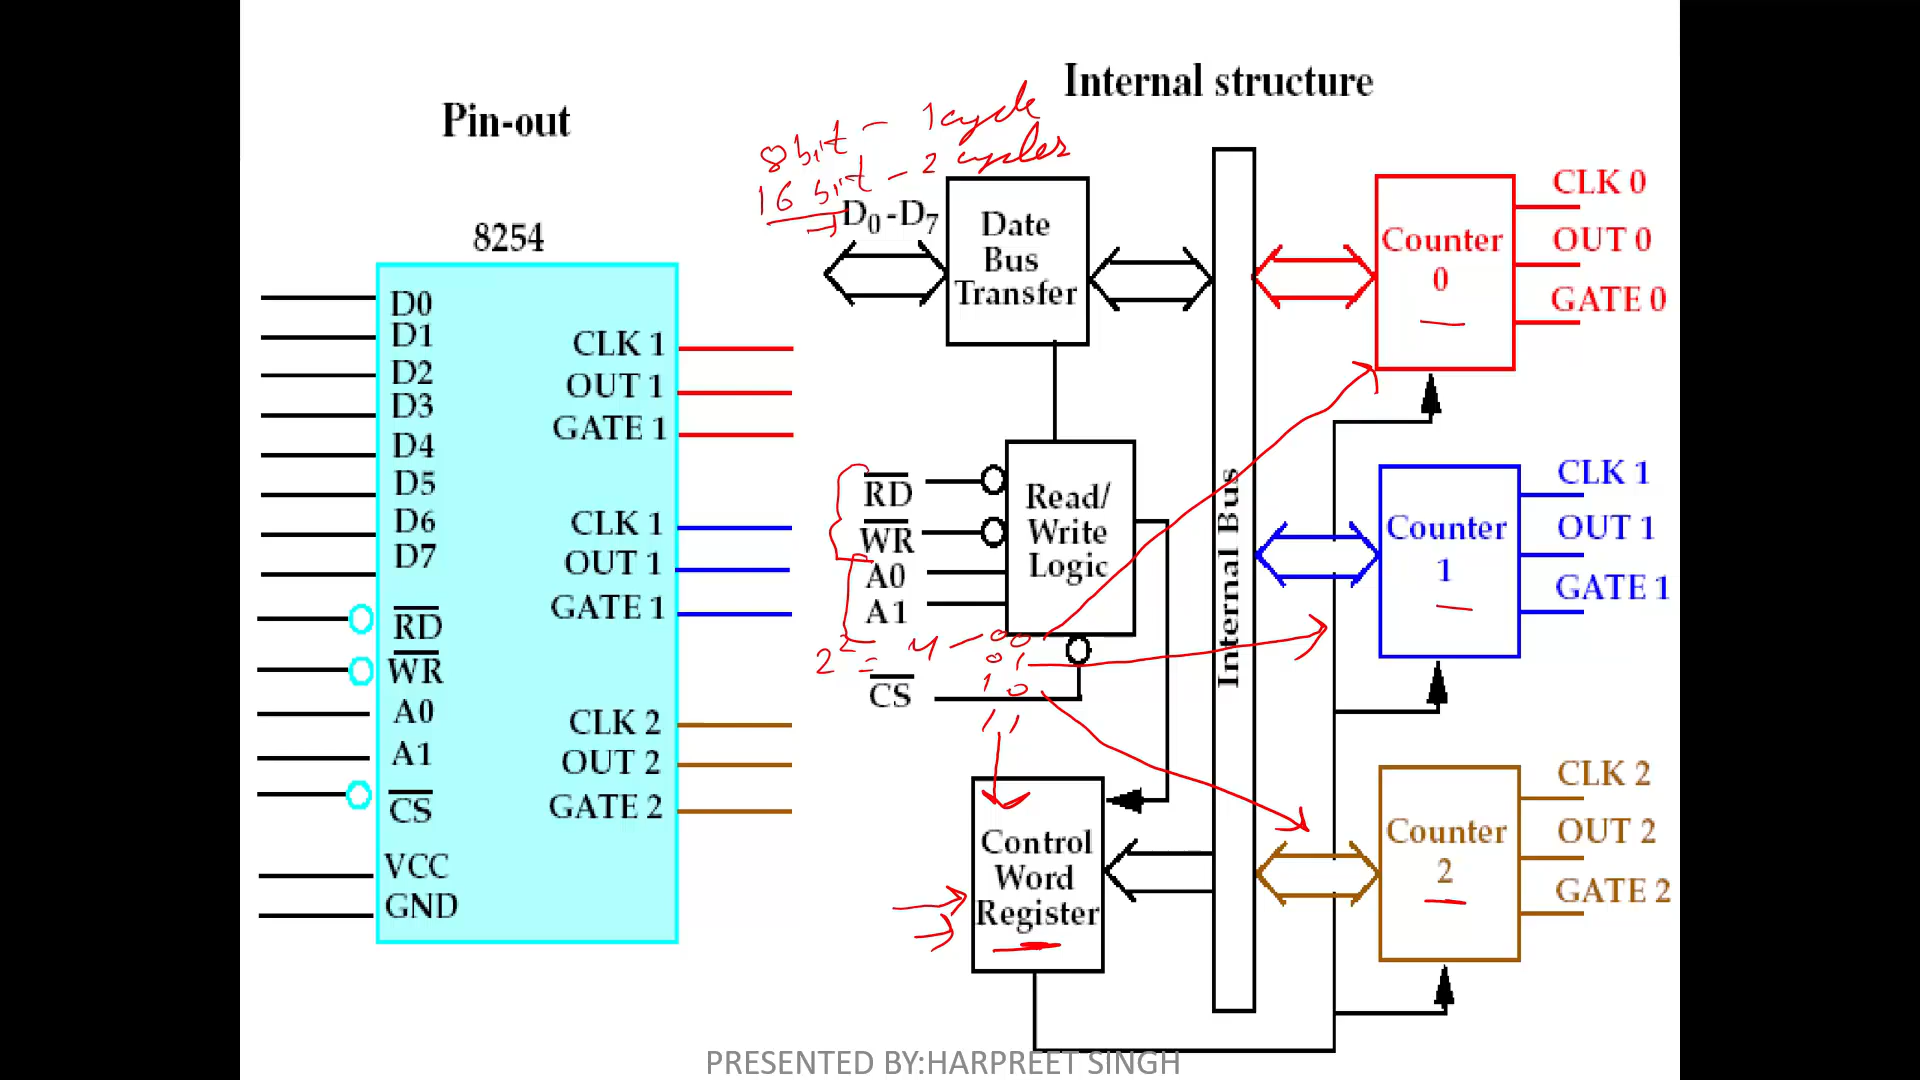 Internal structure
Pin-out
8bit - 1 cycle
16 bit - 2 cycles
8254
D0
D1
D2
D3
D4
D5
D6
D7
RD
WR
A0
A1
CS
VCC
GND
CLK 1
OUT 1
GATE 1
CLK 1
OUT 1
GATE 1
CLK 2
OUT 2
GATE 2
D0-D7
Date
Bus
Transfer
RD
WR
A0
A1
Read/
Write
Logic
2² = 4 - 00
01
10
11
CS
Control
Word
Register
Internal Bus
Counter
0
CLK 0
OUT 0
GATE 0
Counter
1
CLK 1
OUT 1
GATE 1
Counter
2
CLK 2
OUT 2
GATE 2
PRESENTED BY:HARPREET SINGH